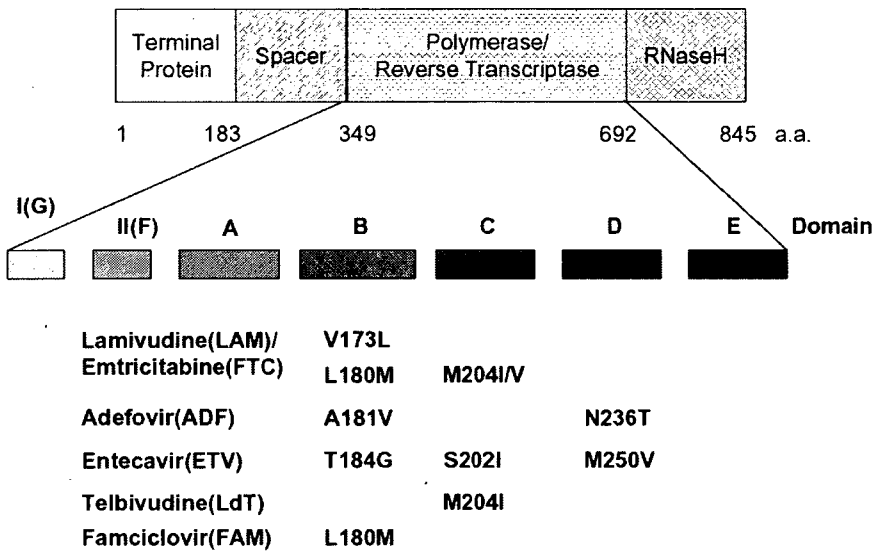 Terminal Protein Spacer Polymerase/ Reverse Transcriptase RNaseH
1 183 349 692 845 a.a.
I(G)
II(F) A B C D E Domain
Lamivudine(LAM)/ V173L
Emtricitabine(FTC) L180M M204I/V
Adefovir(ADF) A181V N236T
Entecavir(ETV) T184G S202I M250V
Telbivudine(LdT) M204I
Famciclovir(FAM) L180M